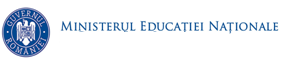 GUVERNUL ROMÂNIEI
MINISTERUL EDUCAȚIEI NAȚIONALE